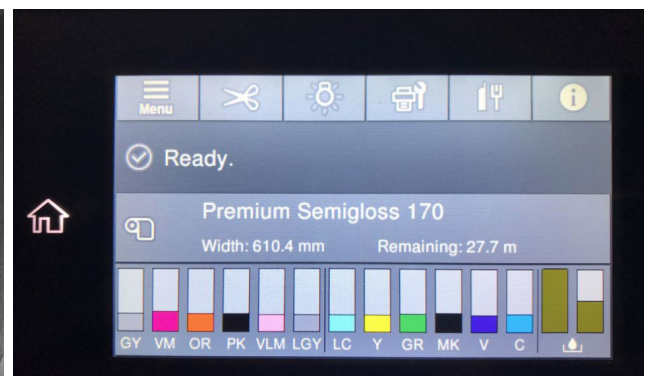 Menu
Ready.
Premium Semigloss 170
Width: 610.4 mm Remaining: 27.7 m
GY VM OR PK VLM LGY LC Y GR MK V C